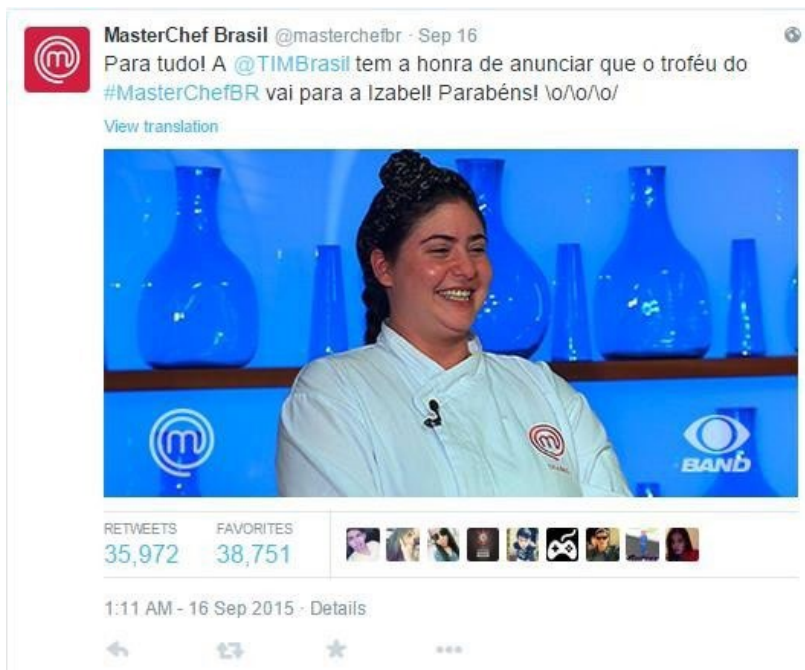 MasterChef Brasil @masterchefbr · Sep 16
Para tudo! A @TIMBrasil tem a honra de anunciar que o troféu do
#MasterChefBR vai para a Izabel! Parabéns! \o/\o/\o/
View translation
m
m
BAND
RETWEETS FAVORITES
35,972 38,751
1:11 AM - 16 Sep 2015 · Details